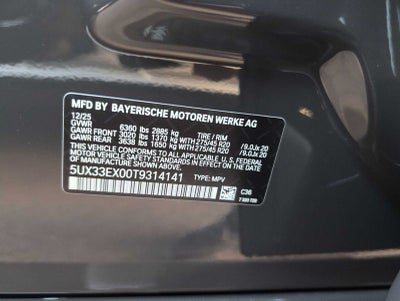 MFD BY BAYERISCHE MOTOREN WERKE AG
12/25 TIRE / RIM
GVWR 6360 lbs 2885 kg
GAWR FRONT 3020 lbs 1370 kg WITH 275/45 R20 /9.0Jx 20
GAWR REAR 3638 lbs 1650 kg WITH 275/45 R20
THIS VEHICLE CONFORMS TO ALL APPLICABLE U.S. FEDERAL
MOTOR VEHICLE SAFETY AND THEFT PREVENTION STANDARDS
IN EFFECT ON THE DATE OF MANUFACTURE SHOWN ABOVE.
5UX33EX00T9314141 TYPE: MPV
C36